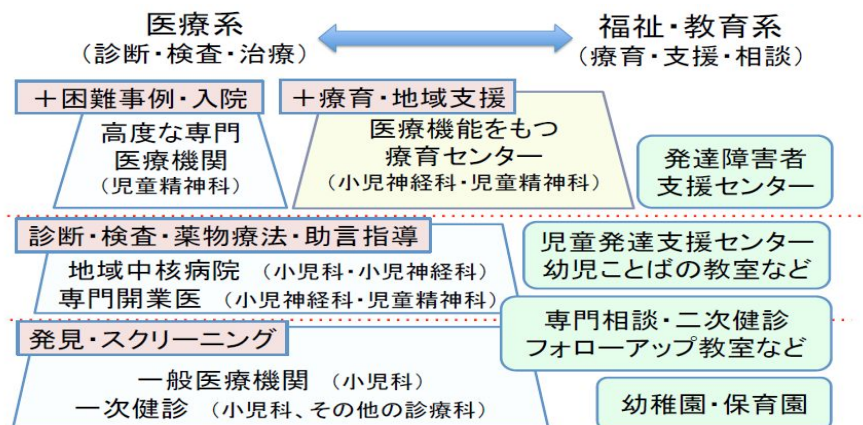 医療系
（診断・検査・治療）
福祉・教育系
（療育・支援・相談）
＋困難事例・入院
高度な専門
医療機関
（児童精神科）
＋療育・地域支援
医療機能をもつ
療育センター
（小児神経科・児童精神科）
発達障害者
支援センター
診断・検査・薬物療法・助言指導
地域中核病院 （小児科・小児神経科）
専門開業医 （小児神経科・児童精神科）
児童発達支援センター
幼児ことばの教室など
専門相談・二次健診
フォローアップ教室など
発見・スクリーニング
一般医療機関 （小児科）
一次健診 （小児科、その他の診療科）
幼稚園・保育園